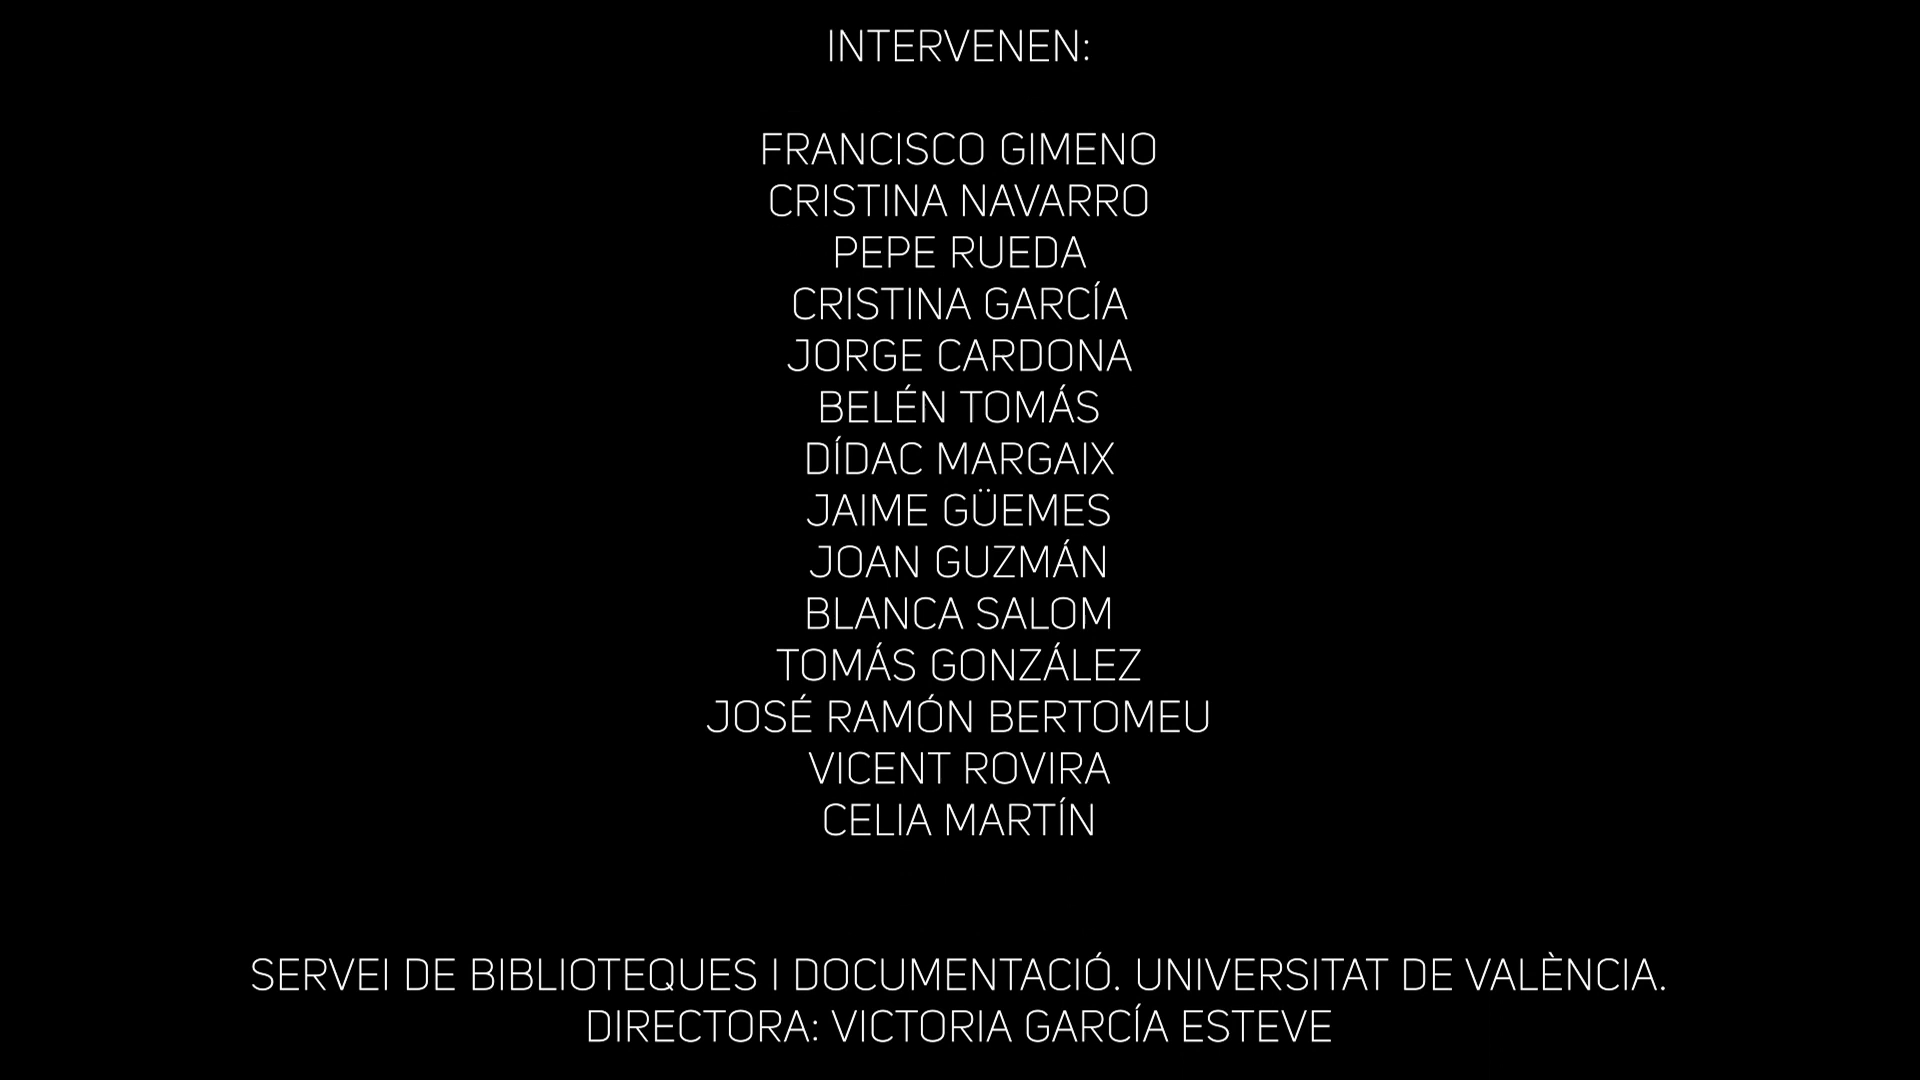 INTERVENEN:
FRANCISCO GIMENO
CRISTINA NAVARRO
PEPE RUEDA
CRISTINA GARCÍA
JORGE CARDONA
BELÉN TOMÁS
DÍDAC MARGAIX
JAIME GÜEMES
JOAN GUZMÁN
BLANCA SALOM
TOMÁS GONZÁLEZ
JOSÉ RAMÓN BERTOMEU
VICENT ROVIRA
CELIA MARTÍN
SERVEI DE BIBLIOTEQUES I DOCUMENTACIÓ. UNIVERSITAT DE VALÈNCIA.
DIRECTORA: VICTORIA GARCÍA ESTEVE